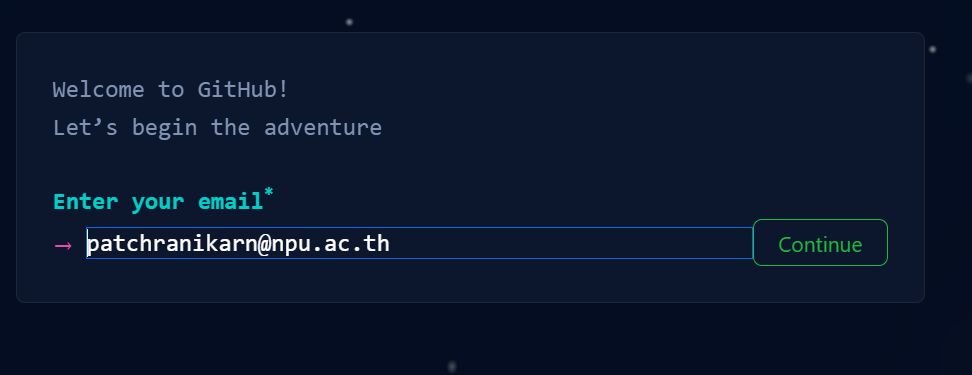 Welcome to GitHub!
Let’s begin the adventure
Enter your email*
→ patchranikarn@npu.ac.th Continue